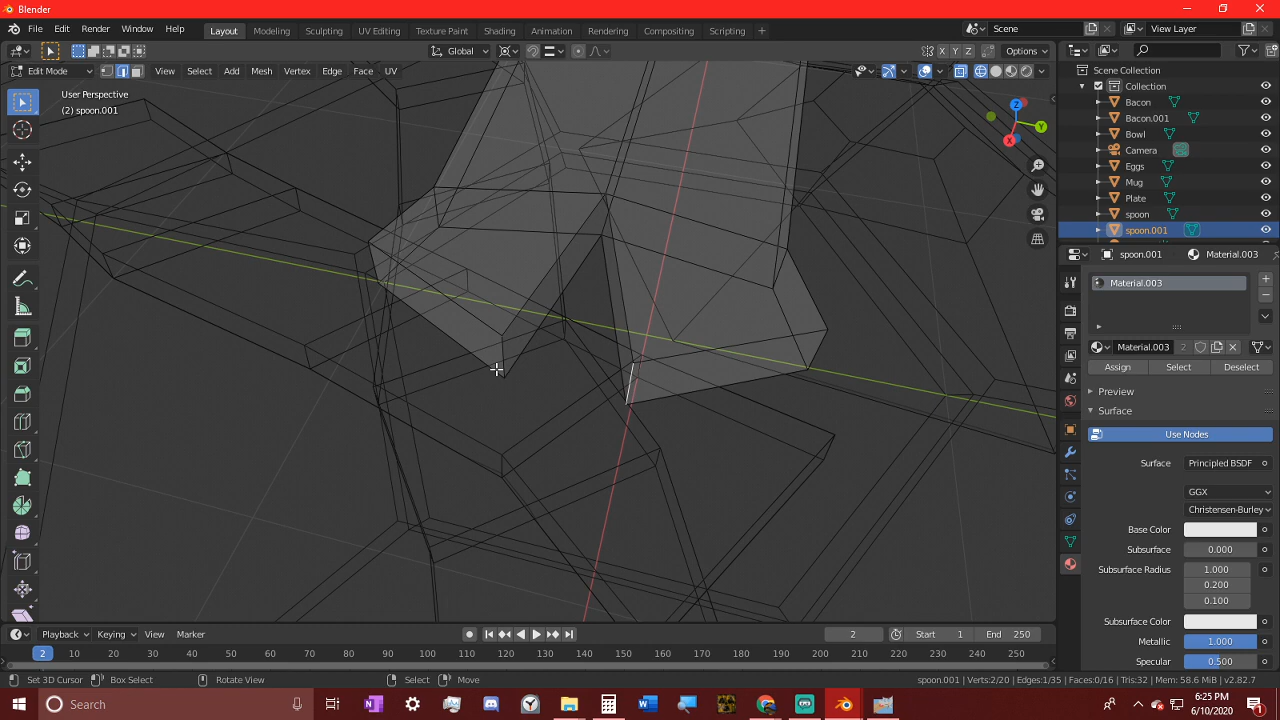 Blender
File Edit Render Window Help
Layout Modeling Sculpting UV Editing Texture Paint Shading Animation Rendering Compositing Scripting +
Scene
View Layer
Global
X Y Z
Options
Edit Mode
View Select Add Mesh Vertex Edge Face UV
User Perspective
(2) spoon.001
Z
Y
X
Scene Collection
Collection
Bacon
Bacon.001
Bowl
Camera
Eggs
Mug
Plate
spoon
spoon.001
spoon.001 Material.003
Material.003
Material.003 2
Assign Select Deselect
Preview
Surface
Use Nodes
Surface Principled BSDF
GGX
Christensen-Burley
Base Color
Subsurface 0.000
Subsurface Radius 1.000
0.200
0.100
Subsurface Color
Metallic 1.000
Specular 0.500
Playback Keying View Marker
2 Start 1 End 250
2 10 20 30 40 50 60 70 80 90 100 110 120 130 140 150 160 170 180 190 200 210 220 230 240 250
Set 3D Cursor Box Select Rotate View Select Move
spoon.001 | Verts:2/20 | Edges:1/35 | Faces:0/16 | Tris:32 | Mem: 58.6 MiB | v2.82.7
Search
6:25 PM
6/10/2020